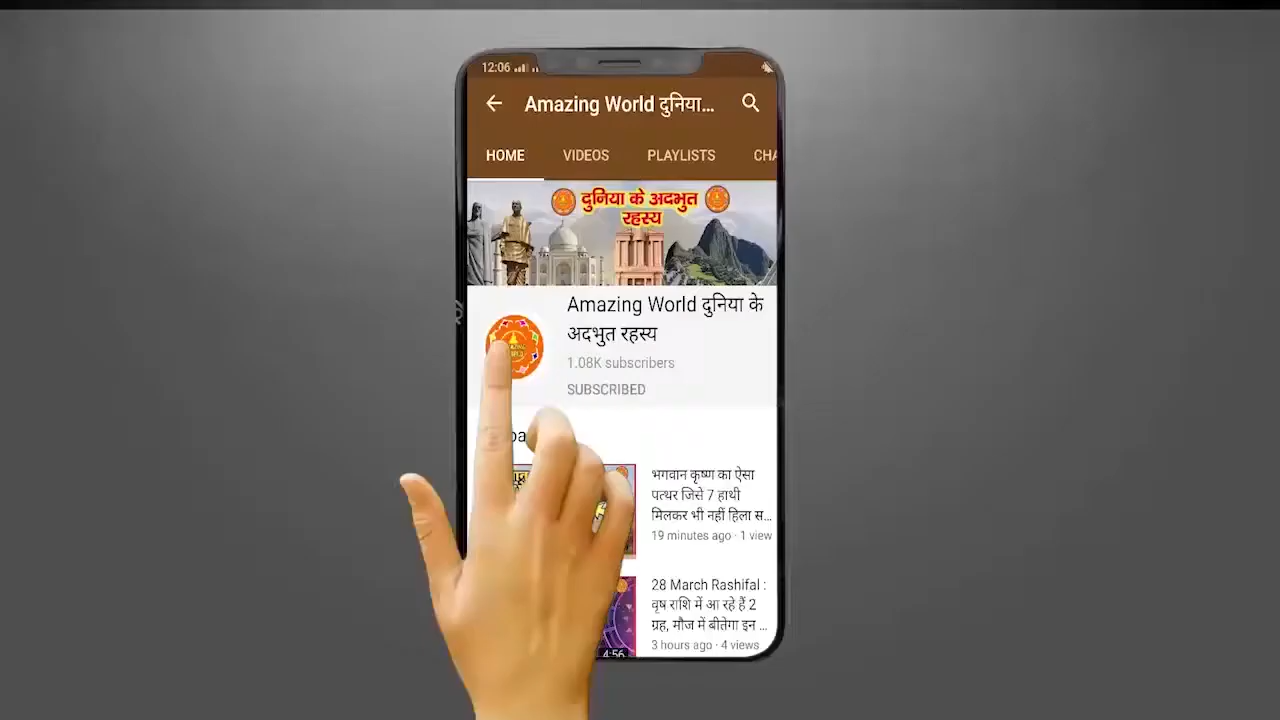 12:06
Amazing World दुनिया...
HOME VIDEOS PLAYLISTS CHA
दुनिया के अदभुत
रहस्य
Amazing World दुनिया के
अदभुत रहस्य
1.08K subscribers
SUBSCRIBED
भगवान कृष्ण का ऐसा
पत्थर जिसे 7 हाथी
मिलकर भी नहीं हिला स...
19 minutes ago · 1 view
28 March Rashifal :
वृष राशि में आ रहे हैं 2
ग्रह, मौज में बीतेगा इन ...
3 hours ago · 4 views
4:56